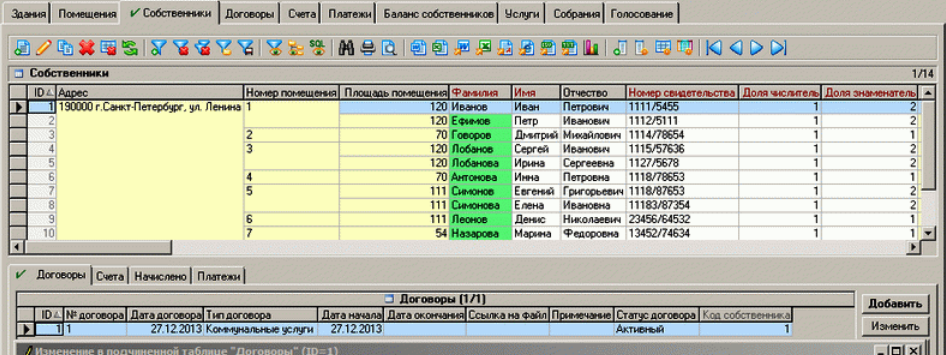 Здания Помещения Собственники Договоры Счета Платежи Баланс собственников Услуги Собрания Голосование
SQL
Собственники 1/14
ID Адрес Номер помещения Площадь помещения Фамилия Имя Отчество Номер свидетельства Доля числитель Доля знаменатель
1 190000 г.Санкт-Петербург, ул. Ленина 1 120 Иванов Иван Петрович 1111/5455 1 2
2 120 Ефимов Петр Иванович 1112/5111 1 2
3 2 70 Говоров Дмитрий Михайлович 1114/78654 1 1
4 3 120 Лобанов Сергей Иванович 1115/57636 1 2
5 120 Лобанова Ирина Сергеевна 1127/5678 1 2
6 4 70 Антонова Инна Петровна 1118/78653 1 1
7 5 111 Симонов Евгений Григорьевич 1118/87653 1 2
8 111 Симонова Елена Ивановна 11183/87354 1 2
9 6 111 Леонов Денис Николаевич 23456/64532 1 1
10 7 54 Назарова Марина Федоровна 13452/74634 1 1
Договоры Счета Начислено Платежи
Договоры (1/1)
Добавить
ID № договора Дата договора Тип договора Дата начала Дата окончания Ссылка на файл Примечание Статус договора Код собственника
1 1 27.12.2013 Коммунальные услуги 27.12.2013 Активный 1
Изменить
Изменение в подчиненной таблице "Договоры" (ID=1)